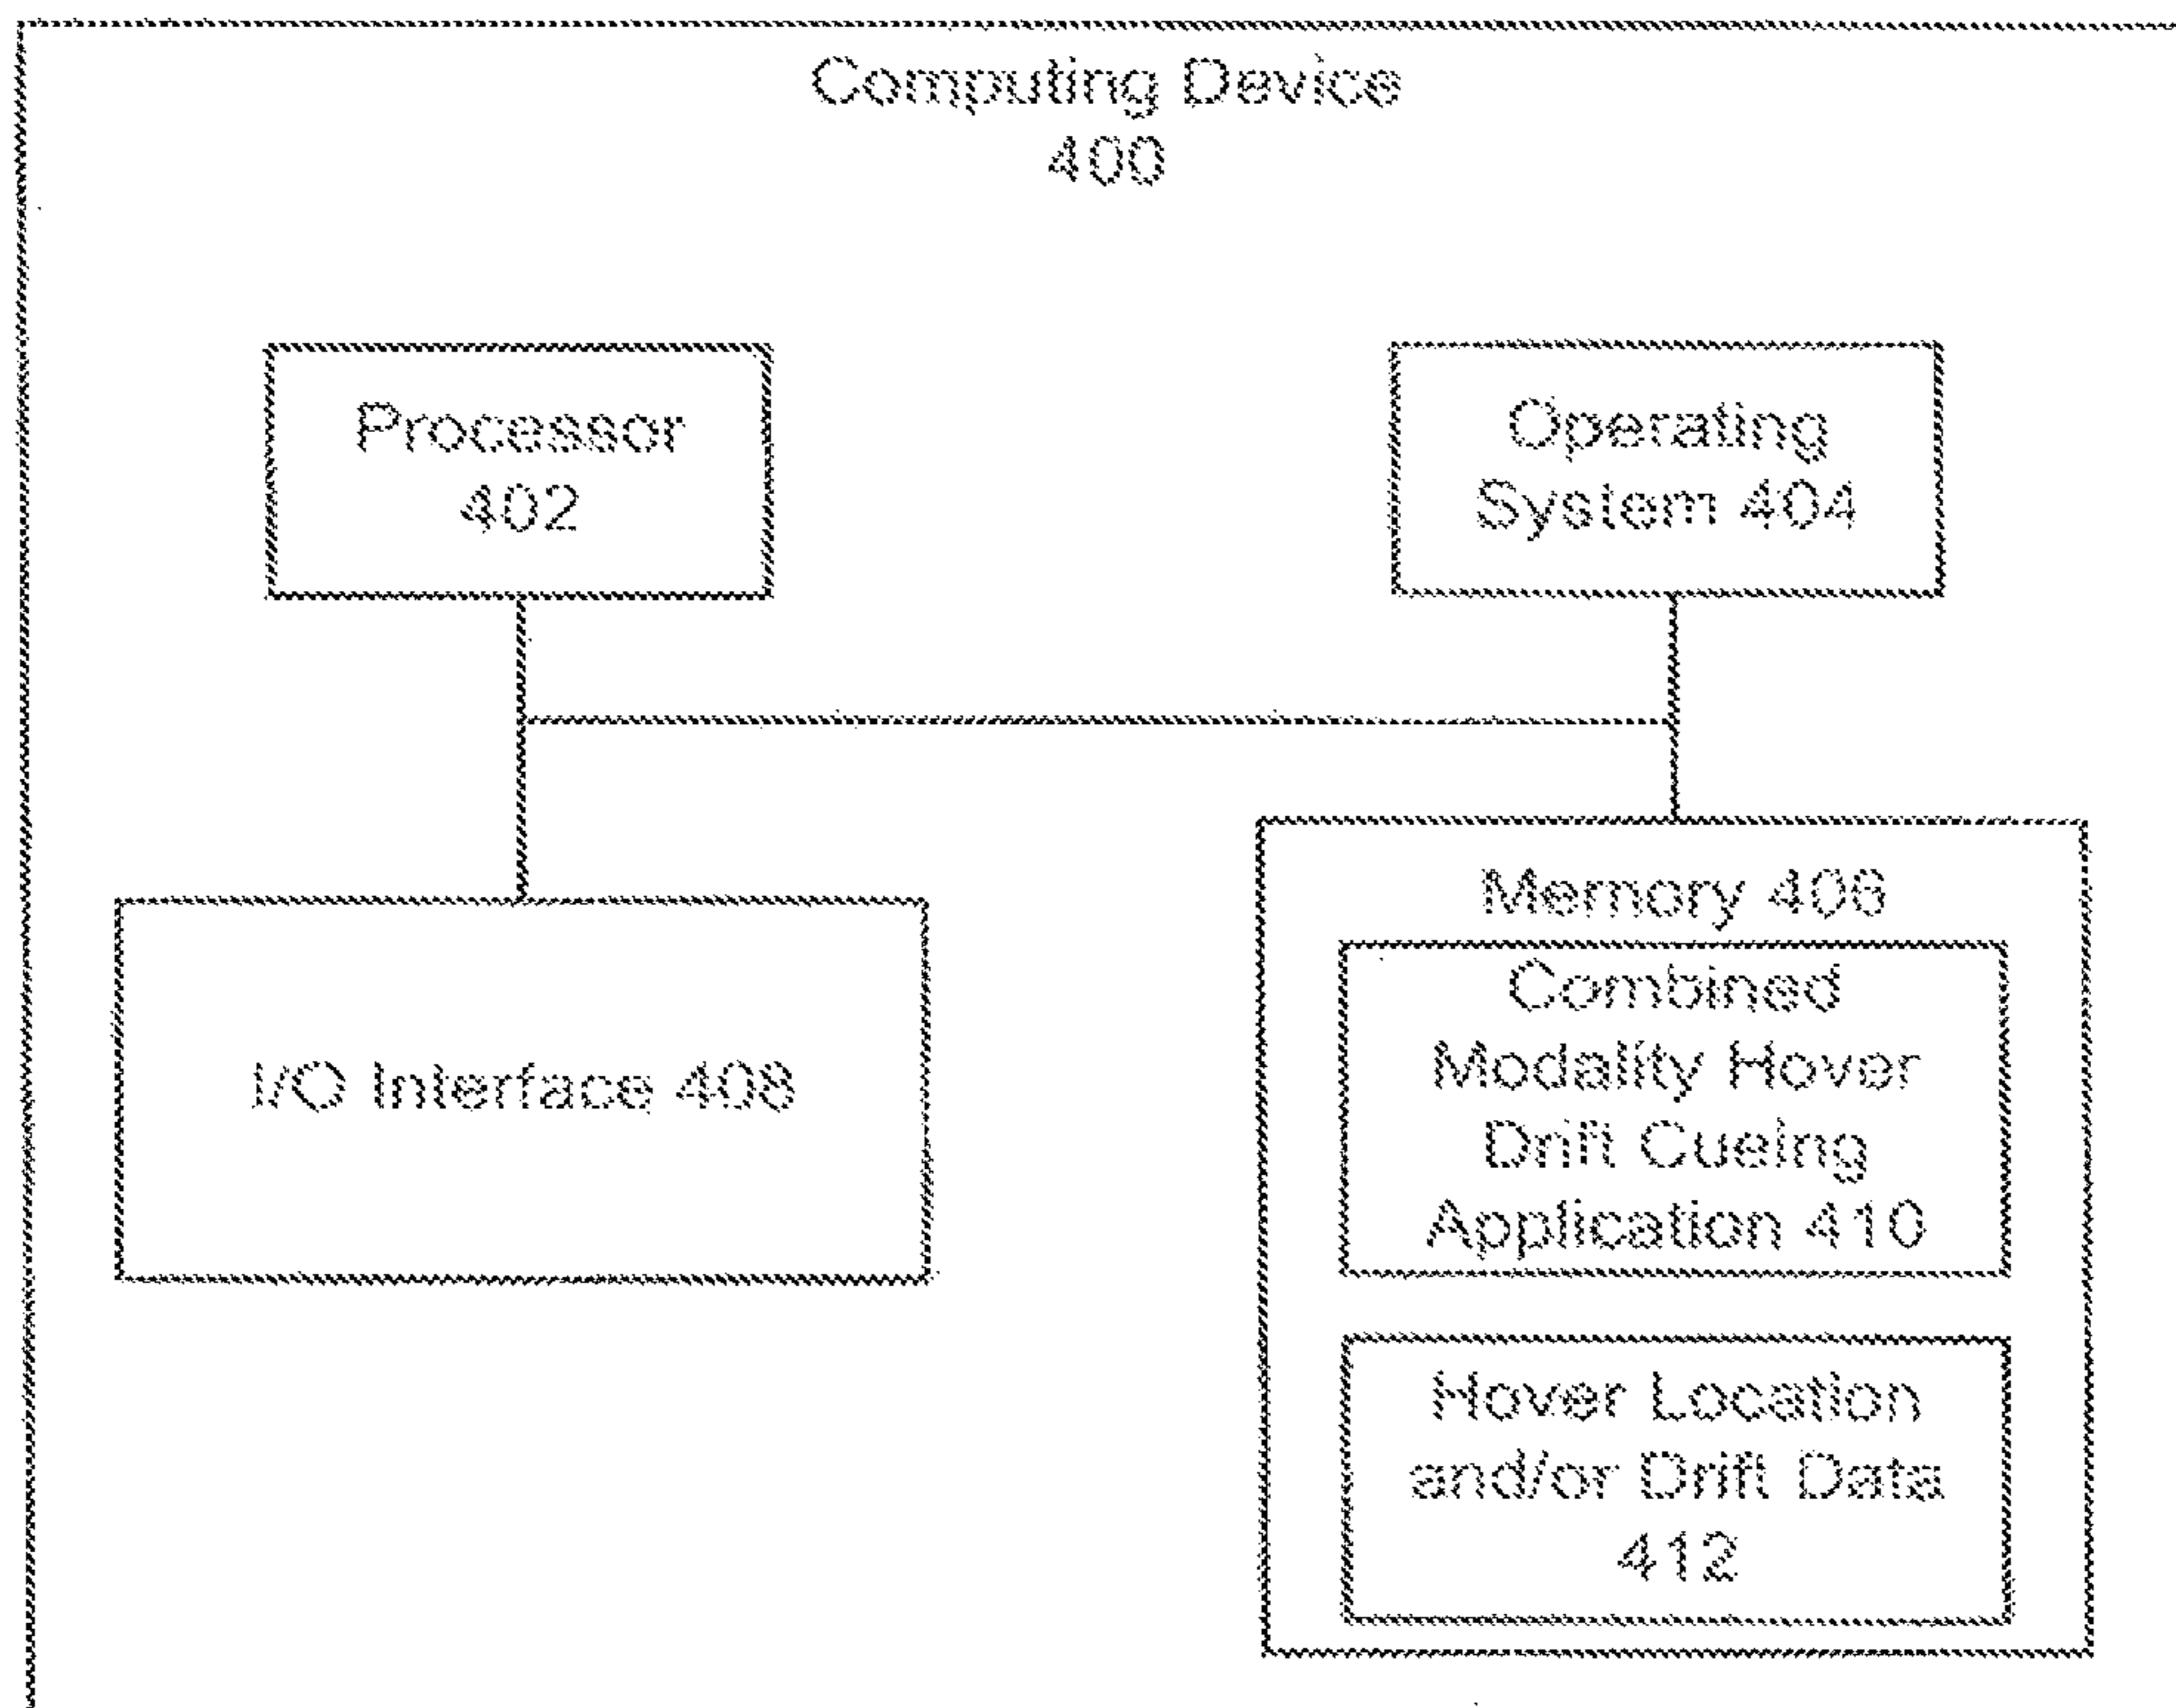 Computing Device
400
Processor
402
Operating
System 404
Memory 406
Combined
Modality Hover
Drift Cueing
Application 410
I/O Interface 408
Hover Location
and/or Drift Data
412